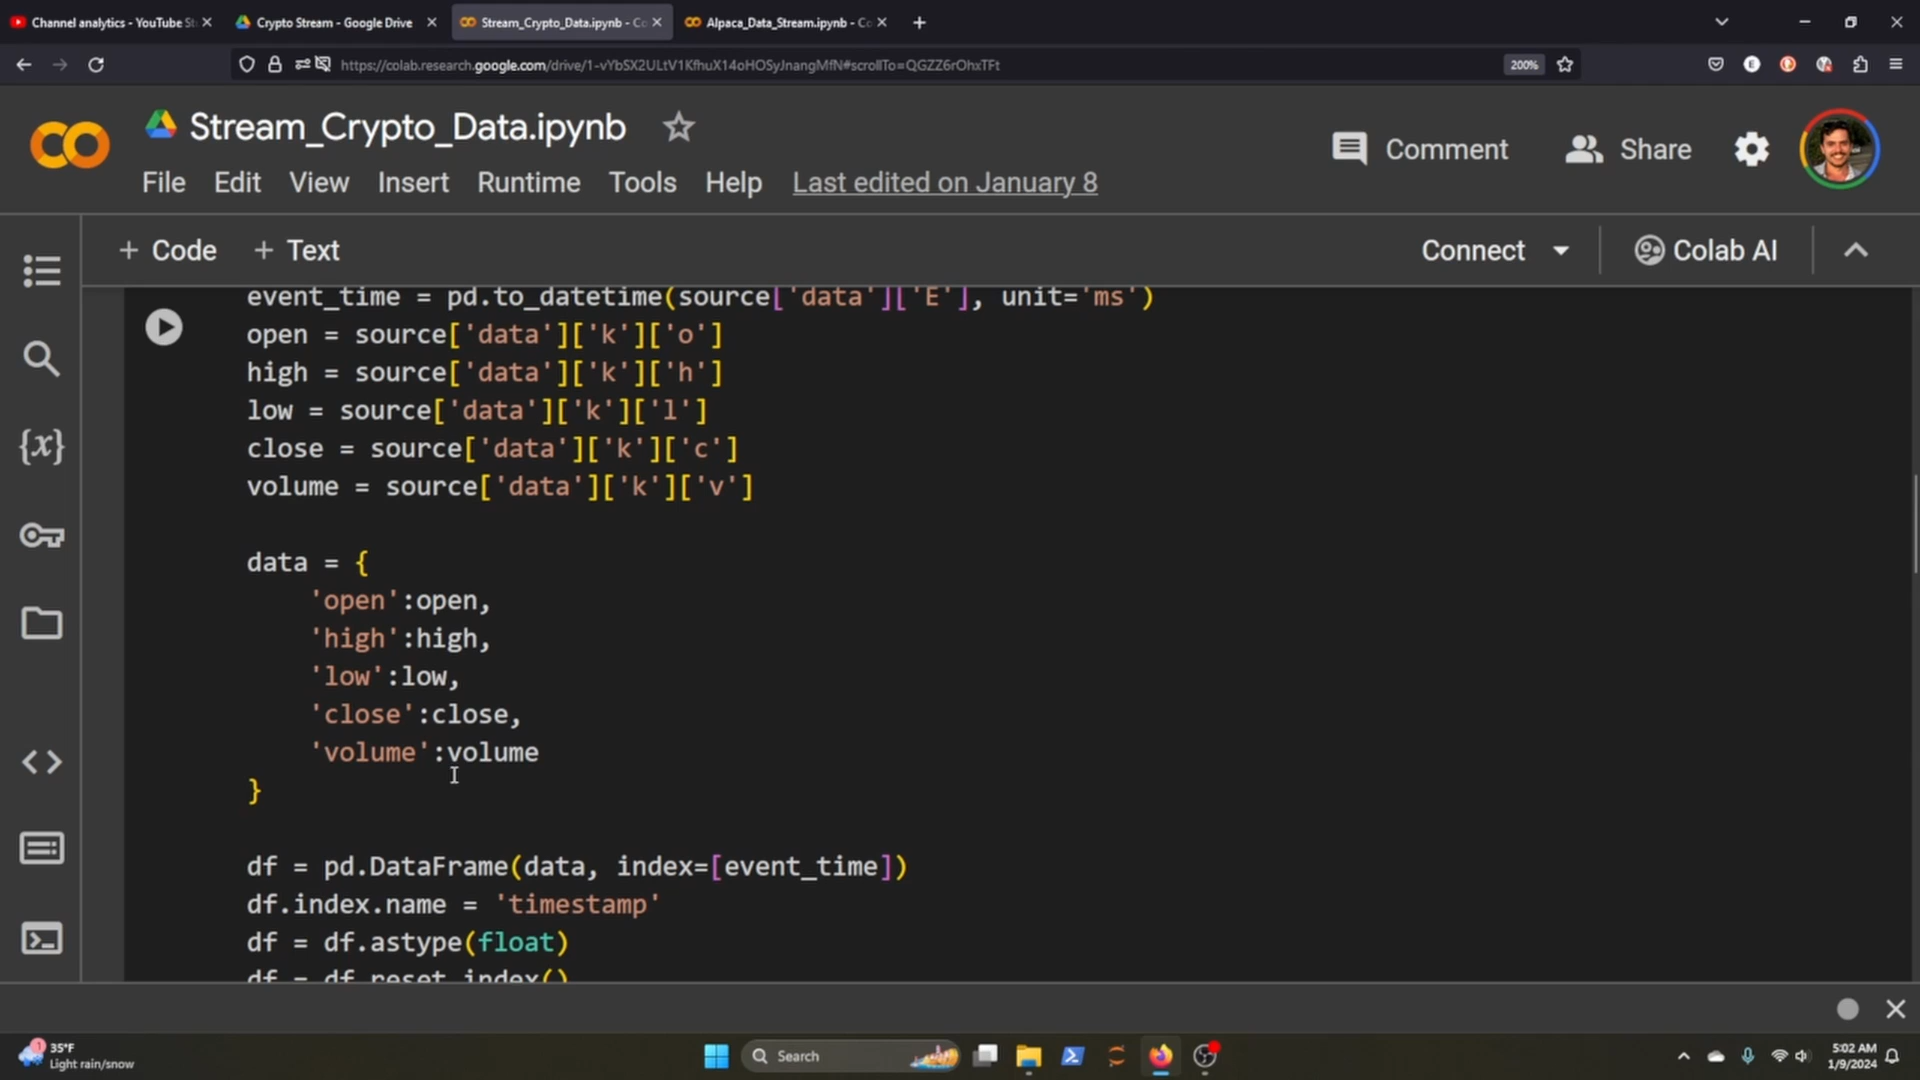 Channel analytics - YouTube St
Crypto Stream - Google Drive
Stream_Crypto_Data.ipynb - Co
Alpaca_Data_Stream.ipynb - Co
https://colab.research.google.com/drive/1-vYbSX2ULtV1KfhuX14oHOSyJnangMfN#scrollTo=QGZZ6rOhxTFt
200%
Stream_Crypto_Data.ipynb
Comment
Share
File Edit View Insert Runtime Tools Help Last edited on January 8
+ Code + Text
Connect
Colab AI
event_time = pd.to_datetime(source['data']['E'], unit='ms')
open = source['data']['k']['o']
high = source['data']['k']['h']
low = source['data']['k']['l']
close = source['data']['k']['c']
volume = source['data']['k']['v']
data = {
'open':open,
'high':high,
'low':low,
'close':close,
'volume':volume
}
df = pd.DataFrame(data, index=[event_time])
df.index.name = 'timestamp'
df = df.astype(float)
df = df.reset_index()
35°F
Light rain/snow
Search
5:02 AM
1/9/2024